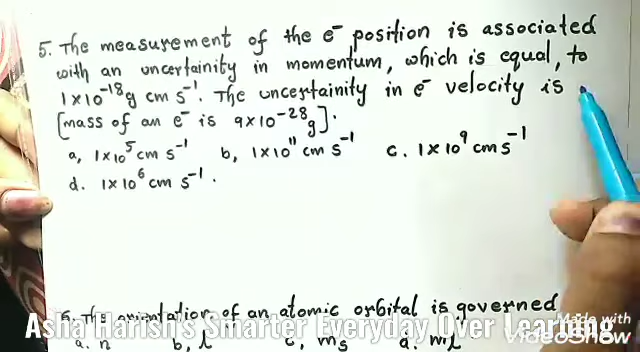 5. The measurement of the e⁻ position is associated
with an uncertainity in momentum, which is equal, to
1×10⁻¹⁸g cm s⁻¹. The uncertainity in e⁻ velocity is
[mass of an e⁻ is 9×10⁻²⁸g].
a, 1×10⁵ cm s⁻¹ b, 1×10¹¹ cm s⁻¹ c. 1×10⁹ cm s⁻¹
d. 1×10⁶ cm s⁻¹.
6. The orientation of an atomic orbital is governed
Made with
Asha Harish's Smarter Everyday Over Learning
VideoShow
a. n b, l c, ms d. ml